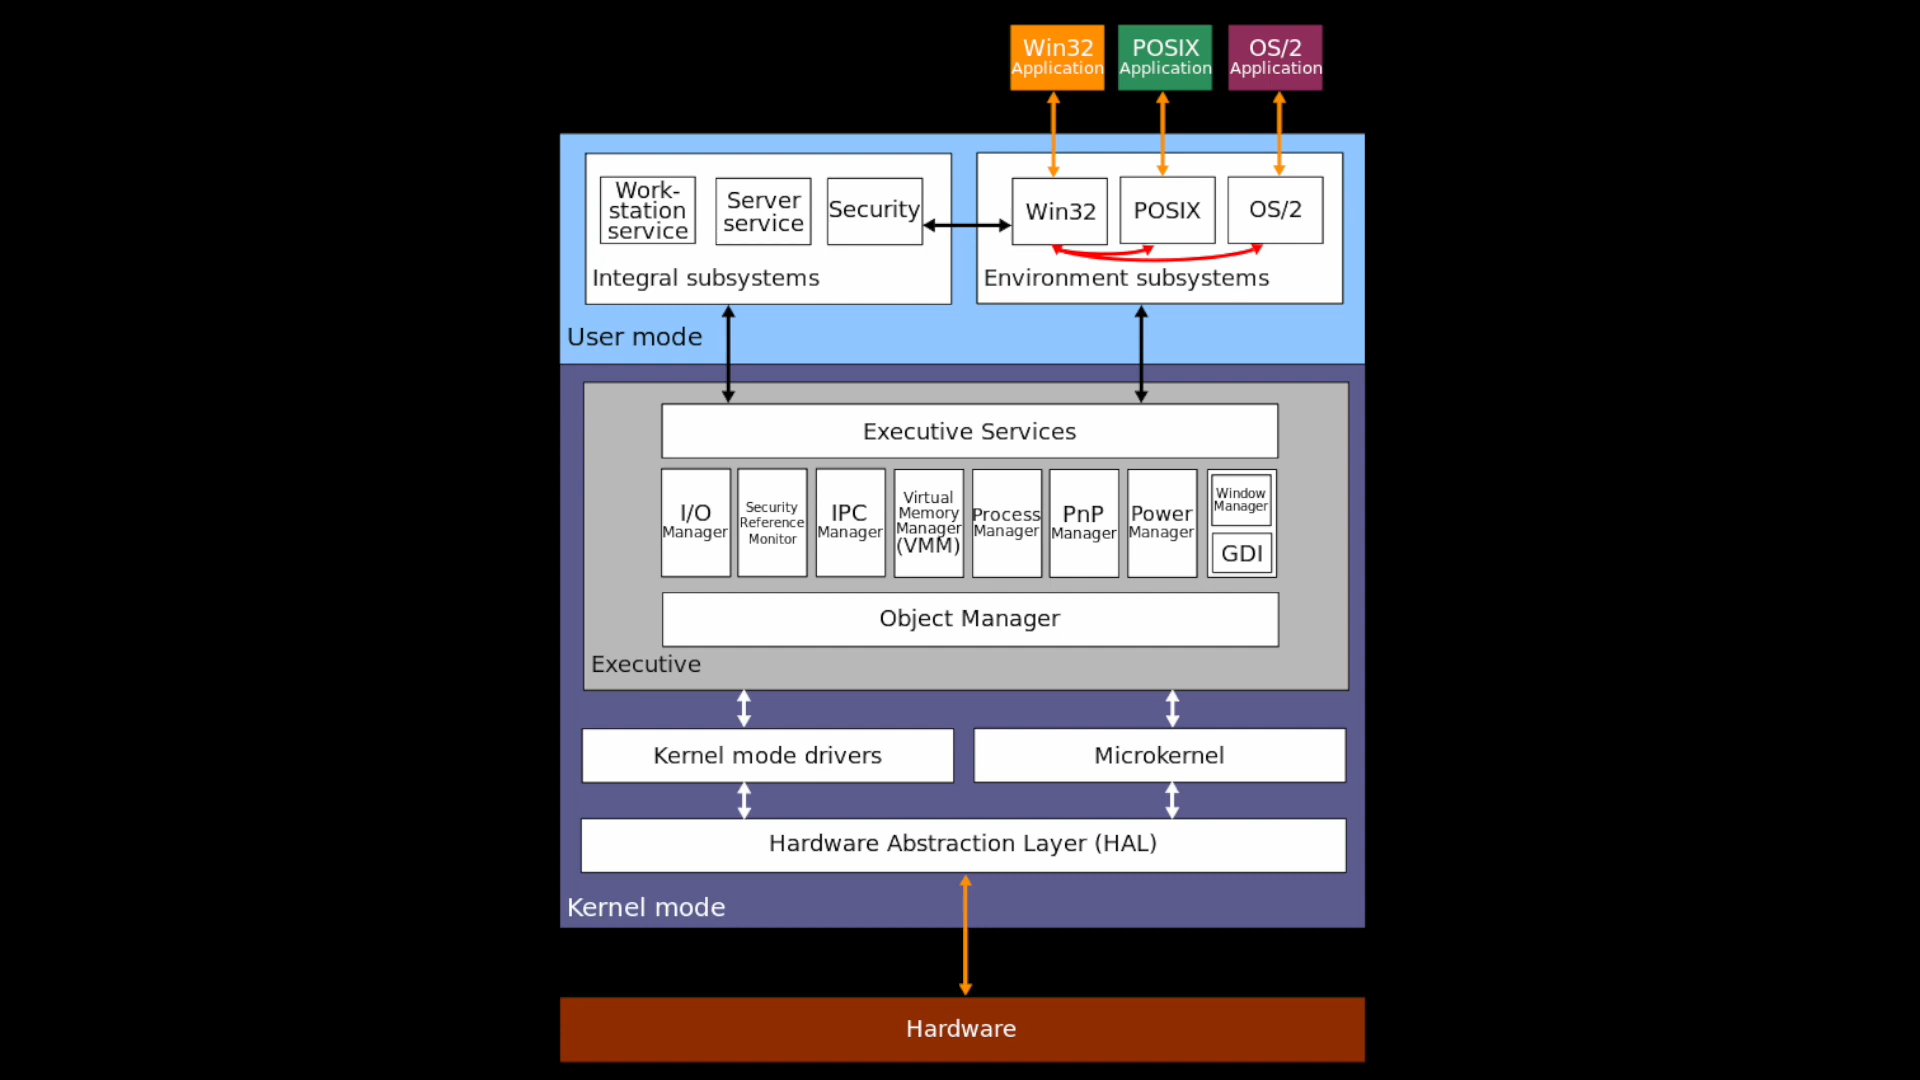 Win32
Application
POSIX
Application
OS/2
Application
Work-
station
service
Server
service
Security
Integral subsystems
Win32
POSIX
OS/2
Environment subsystems
User mode
Executive Services
I/O
Manager
Security
Reference
Monitor
IPC
Manager
Virtual
Memory
Manager
(VMM)
Process
Manager
PnP
Manager
Power
Manager
Window
Manager
GDI
Object Manager
Executive
Kernel mode drivers
Microkernel
Hardware Abstraction Layer (HAL)
Kernel mode
Hardware